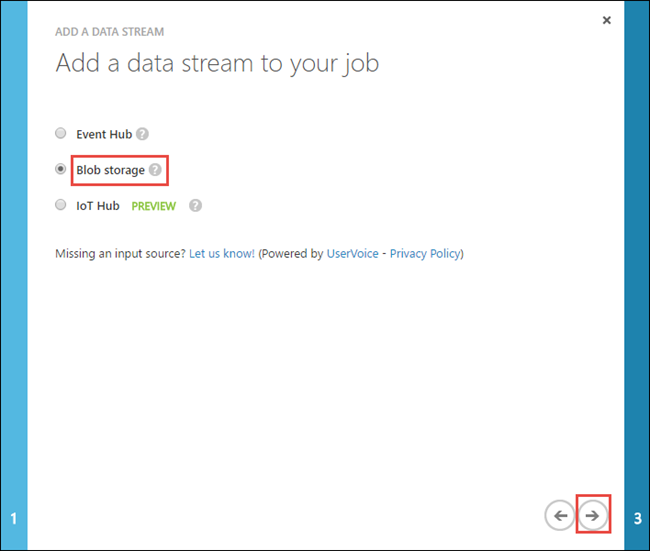 ADD A DATA STREAM
Add a data stream to your job
Event Hub ?
Blob storage ?
IoT Hub PREVIEW ?
Missing an input source? Let us know! (Powered by UserVoice - Privacy Policy)
1
3